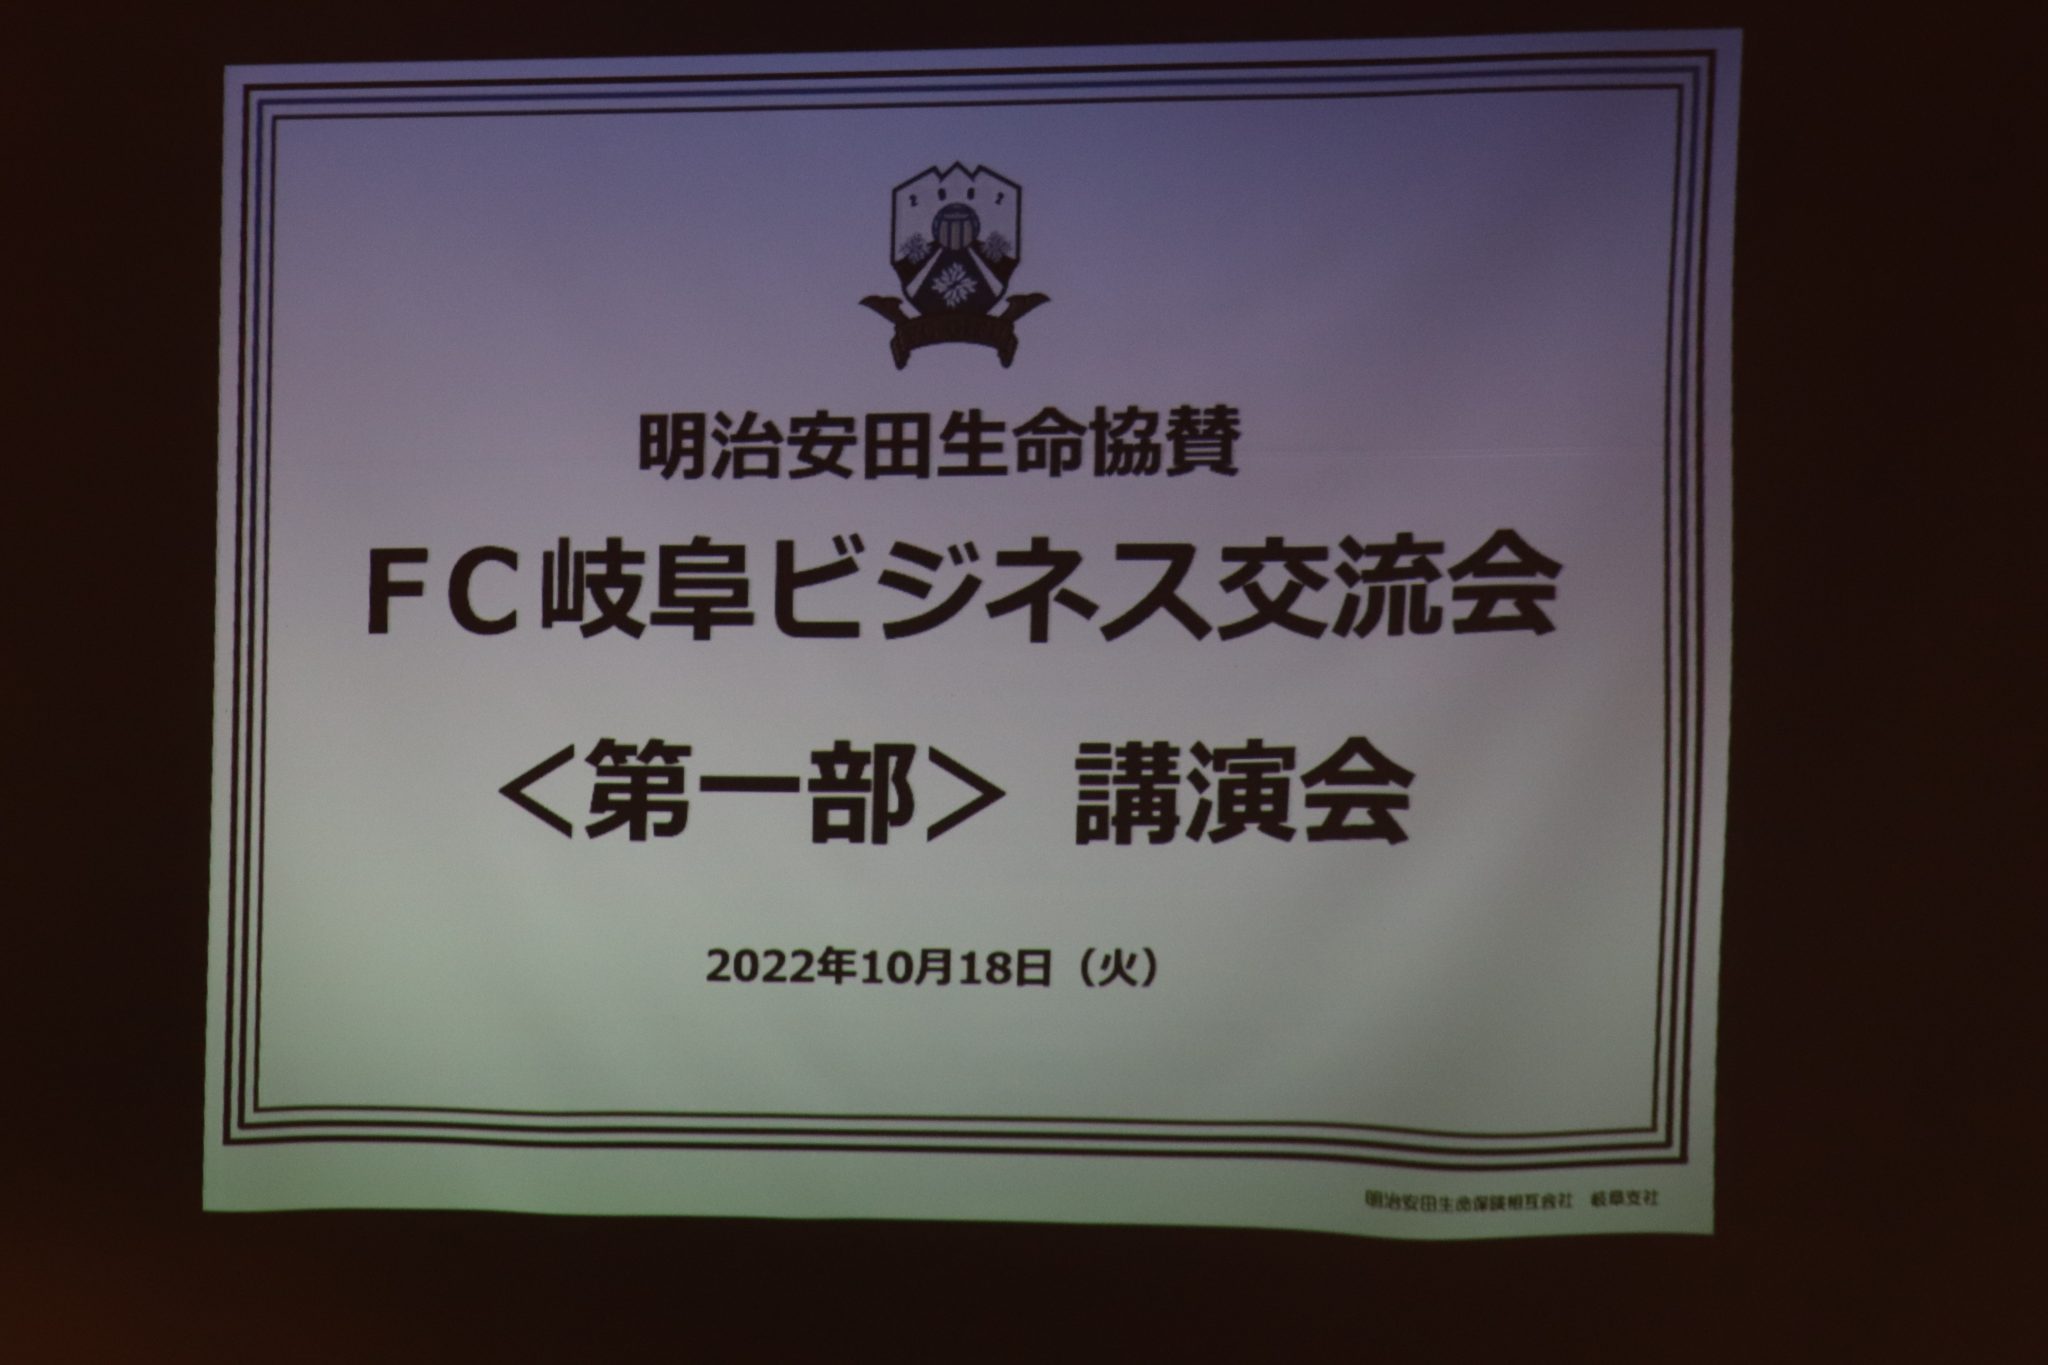 2007
明治安田生命協賛
FC岐阜ビジネス交流会
＜第一部＞ 講演会
2022年10月18日（火）
明治安田生命保険相互会社 岐阜支社